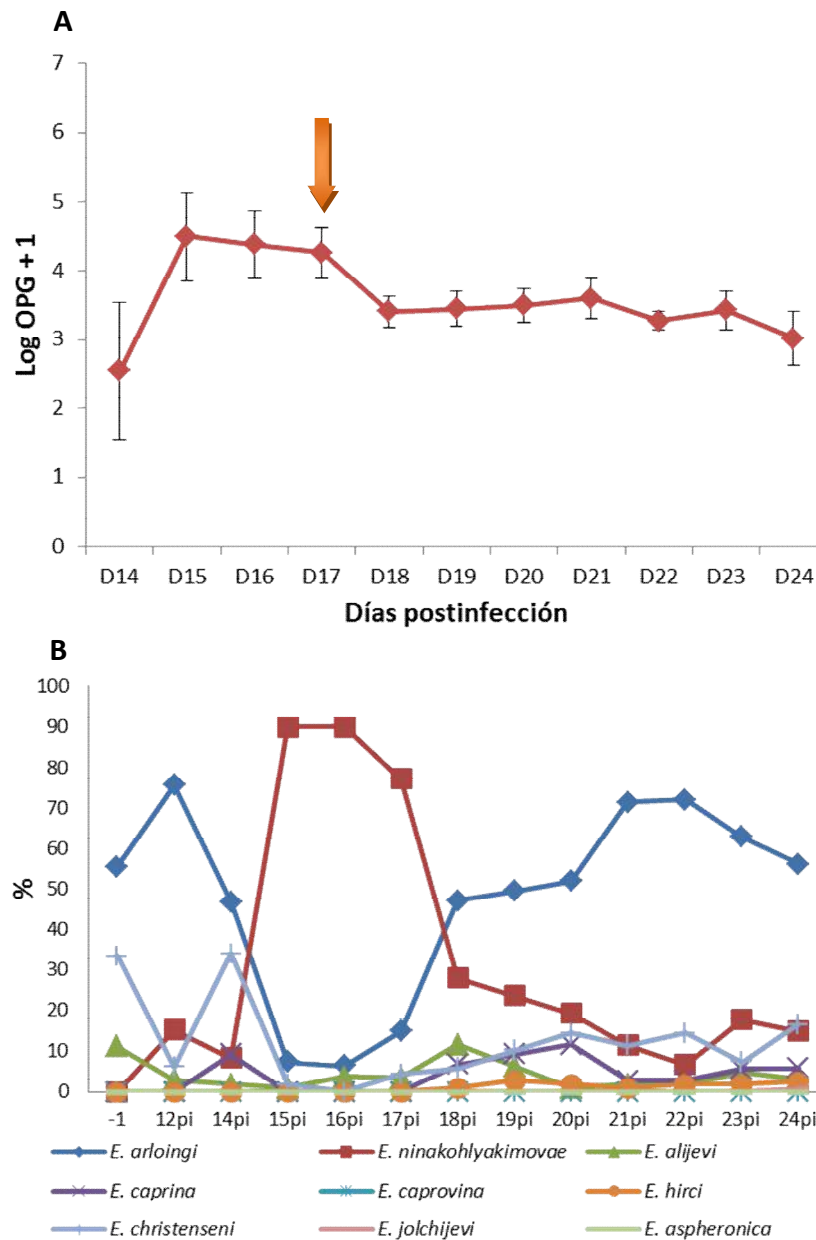 A
7
6
5
4
3
2
1
0
Log OPG + 1
D14 D15 D16 D17 D18 D19 D20 D21 D22 D23 D24
Días postinfección
B
100
90
80
70
60
50
40
30
20
10
0
%
-1 12pi 14pi 15pi 16pi 17pi 18pi 19pi 20pi 21pi 22pi 23pi 24pi
E. arloingi E. ninakohlyakimovae E. alijevi
E. caprina E. caprovina E. hirci
E. christenseni E. jolchijevi E. aspheronica